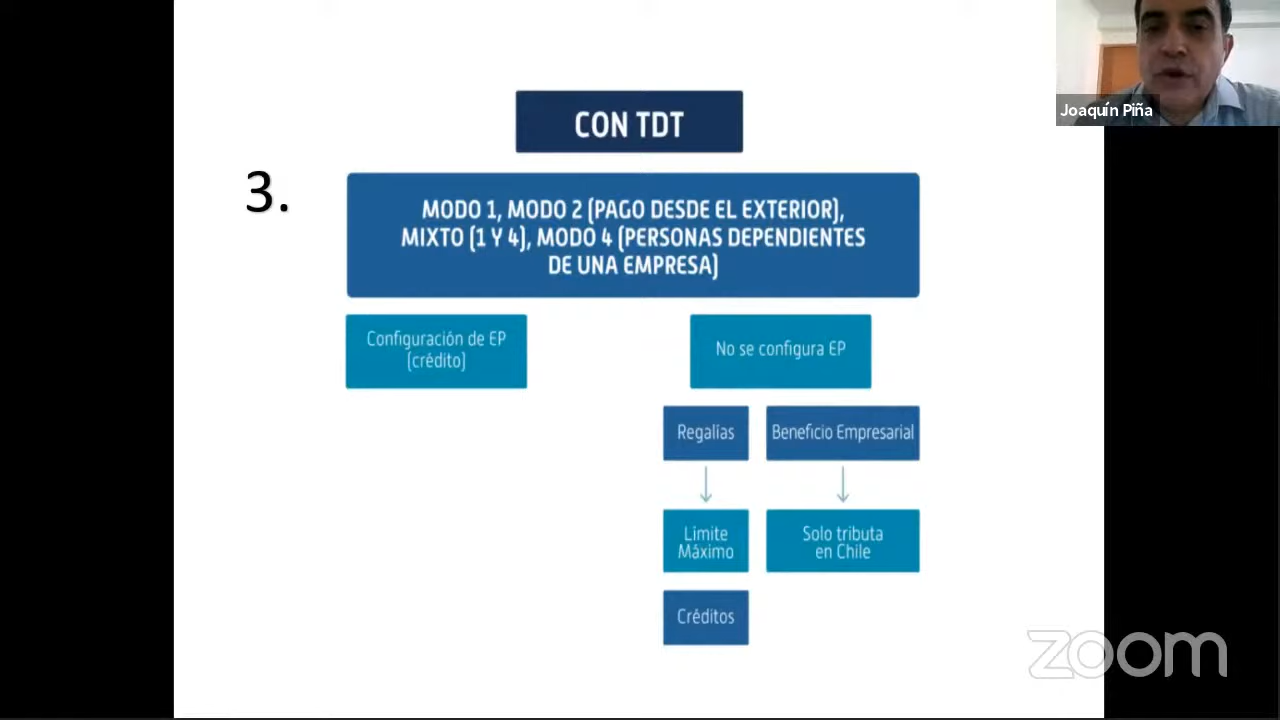 Joaquín Piña
CON TDT
3.
MODO 1, MODO 2 (PAGO DESDE EL EXTERIOR),
MIXTO (1 Y 4), MODO 4 (PERSONAS DEPENDIENTES
DE UNA EMPRESA)
Configuración de EP
(crédito)
No se configura EP
Regalías
Beneficio Empresarial
Límite
Máximo
Solo tributa
en Chile
Créditos
zoom